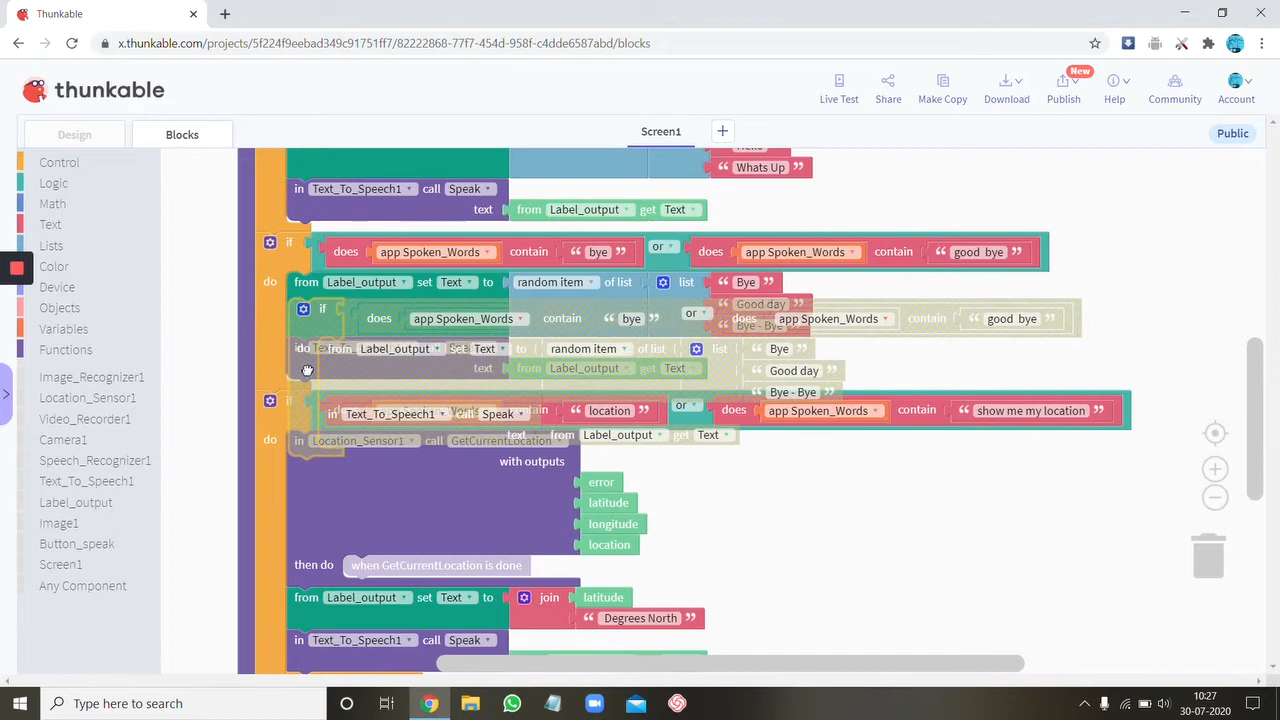 Thunkable
x.thunkable.com/projects/5f224f9eebad349c91751ff7/82222868-77f7-454d-958f-c4dde6587abd/blocks
thunkable
New
Live Test
Share
Make Copy
Download
Publish
Help
Community
Account
Design
Blocks
Screen1
Public
Control
Logic
Math
Text
Lists
Color
Device
Objects
Variables
Functions
Image_Recognizer1
Location_Sensor1
Video_Recorder1
Camera1
Speech_Recognizer1
Text_To_Speech1
Label_output
Image1
Button_speak
Screen1
Any Component
“ Whats Up ”
in Text_To_Speech1 call Speak
text from Label_output get Text
if does app Spoken_Words contain “ bye ” or does app Spoken_Words contain “ good bye ”
do from Label_output set Text to random item of list list Bye
Good day
Bye - Bye
text from Label_output get Text
if does app Spoken_Words contain “ bye ” or does app Spoken_Words contain “ good bye ”
do from Label_output set Text to random item of list list “ Bye ”
“ Good day ”
“ Bye - Bye ”
in Text_To_Speech1 call Speak
text from Label_output get Text
if “ location ” or does app Spoken_Words contain “ show me my location ”
do in Location_Sensor1 call GetCurrentLocation
with outputs
error
latitude
longitude
location
then do when GetCurrentLocation is done
from Label_output set Text to join latitude
“ Degrees North ”
in Text_To_Speech1 call Speak
Type here to search
10:27
30-07-2020